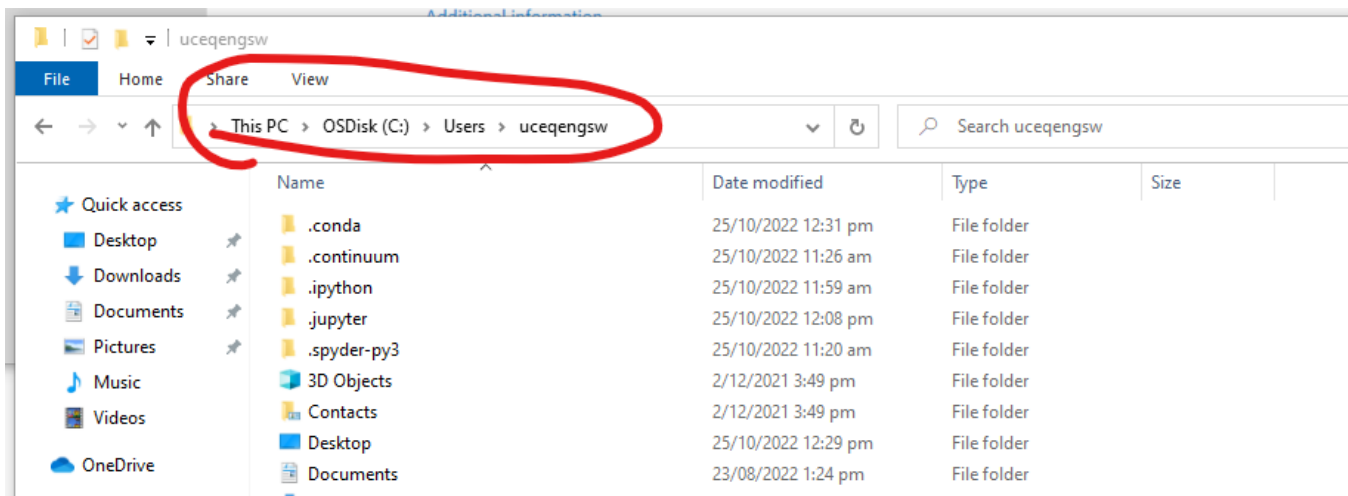 Additional information
uceqengsw
File Home Share View
This PC > OSDisk (C:) > Users > uceqengsw
Search uceqengsw
Name Date modified Type Size
Quick access
Desktop
Downloads
Documents
Pictures
Music
Videos
OneDrive
.conda 25/10/2022 12:31 pm File folder
.continuum 25/10/2022 11:26 am File folder
.ipython 25/10/2022 11:59 am File folder
.jupyter 25/10/2022 12:08 pm File folder
.spyder-py3 25/10/2022 11:20 am File folder
3D Objects 2/12/2021 3:49 pm File folder
Contacts 2/12/2021 3:49 pm File folder
Desktop 25/10/2022 12:29 pm File folder
Documents 23/08/2022 1:24 pm File folder